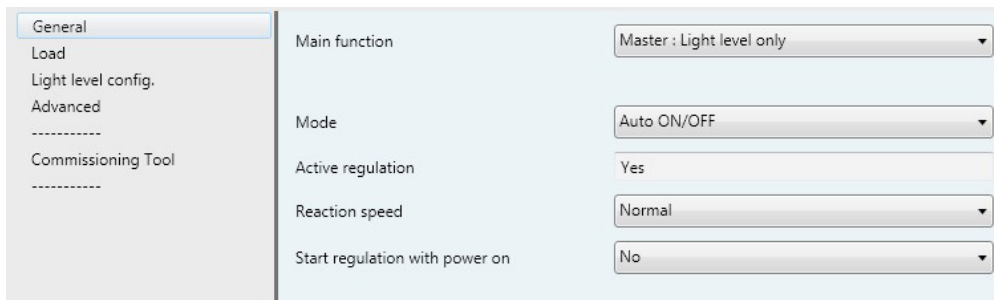 General
Load
Light level config.
Advanced
-----------
Commissioning Tool
-----------
Main function Master : Light level only
Mode Auto ON/OFF
Active regulation Yes
Reaction speed Normal
Start regulation with power on No